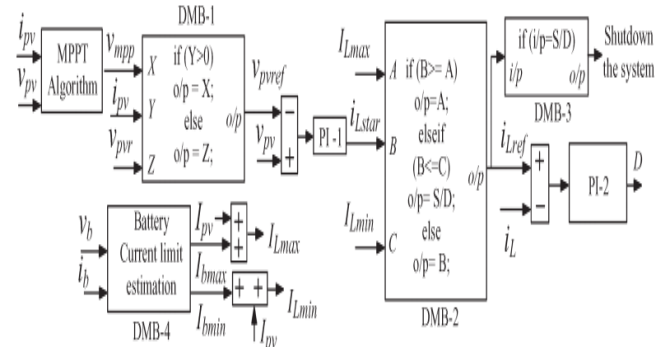 i_pv
v_pv
MPPT
Algorithm
v_mpp
DMB-1
X
if (Y>0)
o/p = X;
i_pv
Y
else
o/p
v_pvr
Z
o/p = Z;
v_pvref
−
v_pv
+
PI -1
i_Lstar
I_Lmax
A
if (B>= A)
o/p=A;
elseif
B
(B<=C)
o/p= S/D;
o/p
I_Lmin
C
else
o/p= B;
DMB-2
if (i/p=S/D)
i/p
o/p
DMB-3
Shutdown
the system
i_Lref
+
−
i_L
PI-2
D
v_b
i_b
Battery
Current limit
estimation
DMB-4
I_pv
+
+
I_Lmax
I_bmax
I_bmin
+ +
I_Lmin
I_pv